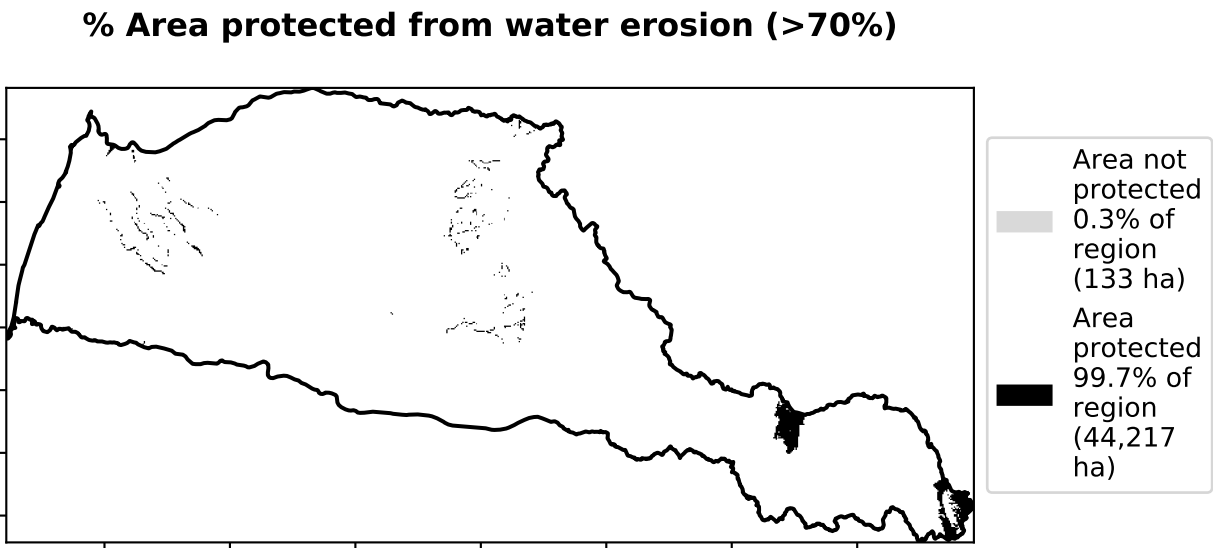 % Area protected from water erosion (>70%)
Area not
protected
0.3% of
region
(133 ha)
Area
protected
99.7% of
region
(44,217
ha)